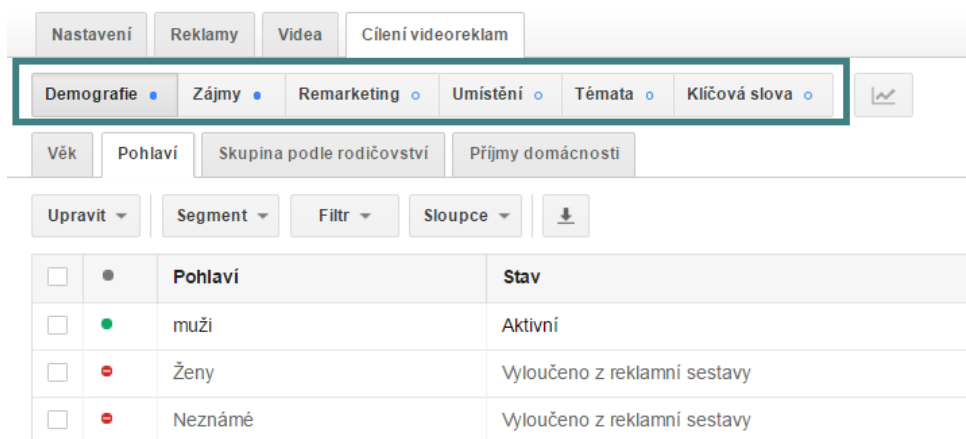 Nastavení Reklamy Videa Cílení videoreklam
Demografie Zájmy Remarketing Umístění Témata Klíčová slova
Věk Pohlaví Skupina podle rodičovství Příjmy domácnosti
Upravit Segment Filtr Sloupce
Pohlaví Stav
muži Aktivní
Ženy Vyloučeno z reklamní sestavy
Neznámé Vyloučeno z reklamní sestavy